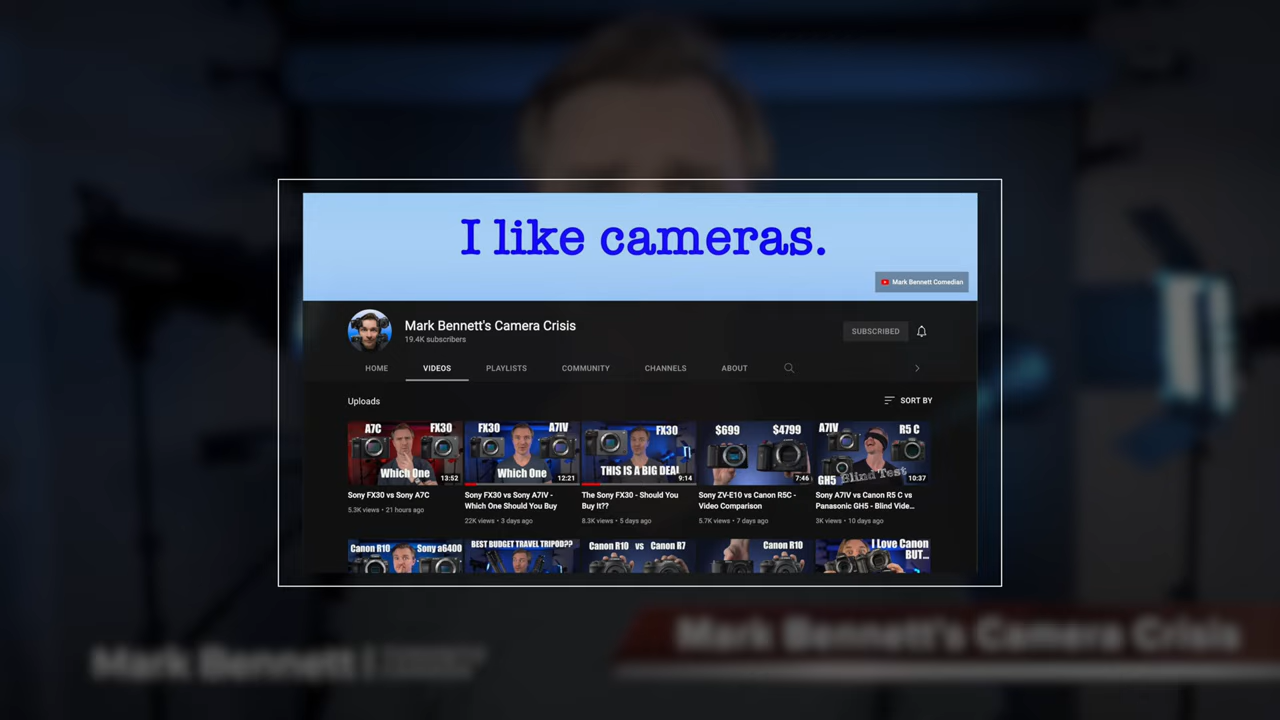 I like cameras.
Mark Bennett Comedian
Mark Bennett's Camera Crisis
19.4K subscribers
SUBSCRIBED
HOME VIDEOS PLAYLISTS COMMUNITY CHANNELS ABOUT
Uploads
SORT BY
A7C FX30
Which One
13:52
FX30 A7IV
Which One
12:21
FX30
THIS IS A BIG DEAL
9:14
$699 $4799
7:46
A7IV R5 C
GH5 Blind Test
10:37
Sony FX30 vs Sony A7C
5.3K views • 21 hours ago
Sony FX30 vs Sony A7IV -
Which One Should You Buy
22K views • 3 days ago
The Sony FX30 - Should You
Buy It??
8.3K views • 5 days ago
Sony ZV-E10 vs Canon R5C -
Video Comparison
5.7K views • 7 days ago
Sony A7IV vs Canon R5 C vs
Panasonic GH5 - Blind Vide...
3K views • 10 days ago
Canon R10 Sony a6400
BEST BUDGET TRAVEL TRIPOD??
Canon R10 vs Canon R7
Canon R10
I Love Canon
BUT...
Mark Bennett
Mark Bennett's Camera Crisis